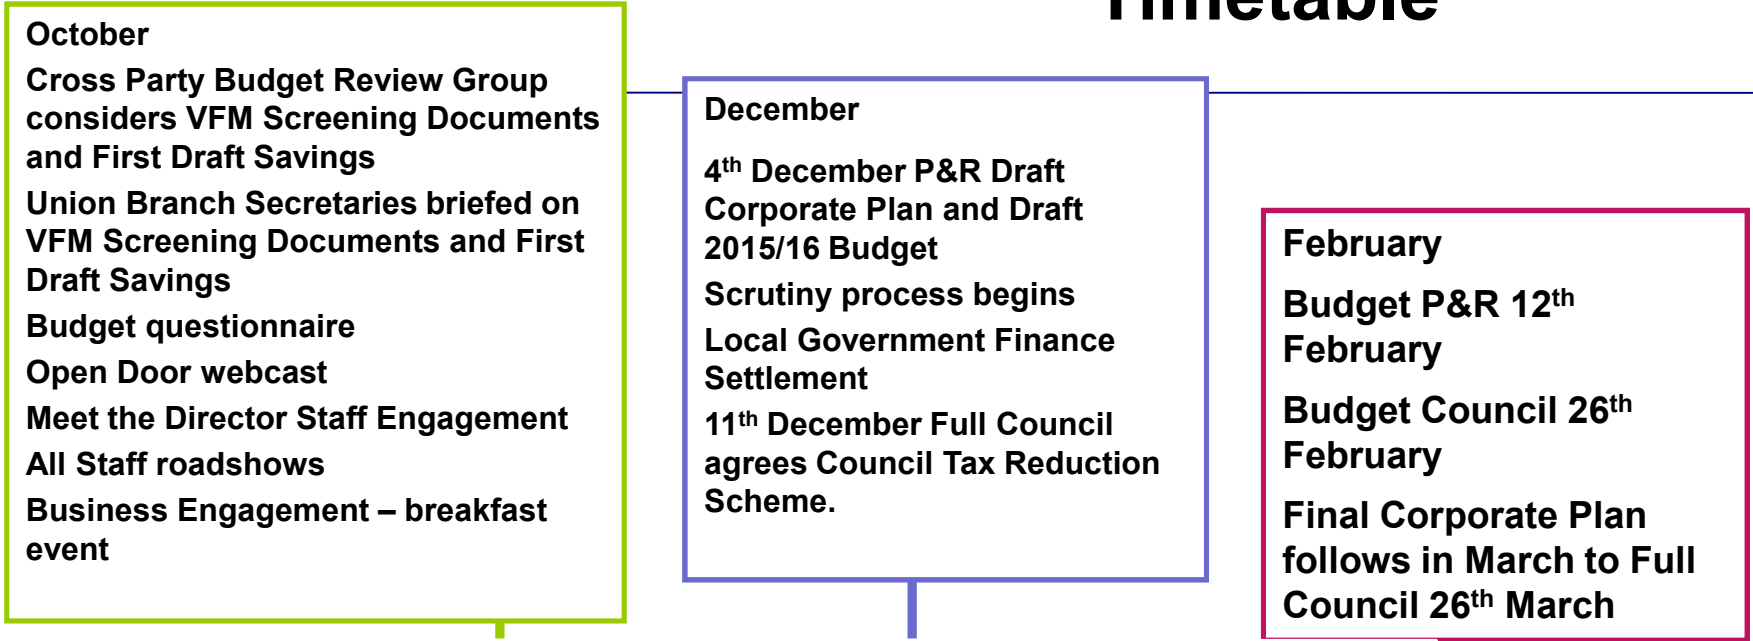 Timetable
October
Cross Party Budget Review Group
considers VFM Screening Documents
and First Draft Savings
Union Branch Secretaries briefed on
VFM Screening Documents and First
Draft Savings
Budget questionnaire
Open Door webcast
Meet the Director Staff Engagement
All Staff roadshows
Business Engagement – breakfast
event
December
4th December P&R Draft
Corporate Plan and Draft
2015/16 Budget
Scrutiny process begins
Local Government Finance
Settlement
11th December Full Council
agrees Council Tax Reduction
Scheme.
February
Budget P&R 12th
February
Budget Council 26th
February
Final Corporate Plan
follows in March to Full
Council 26th March